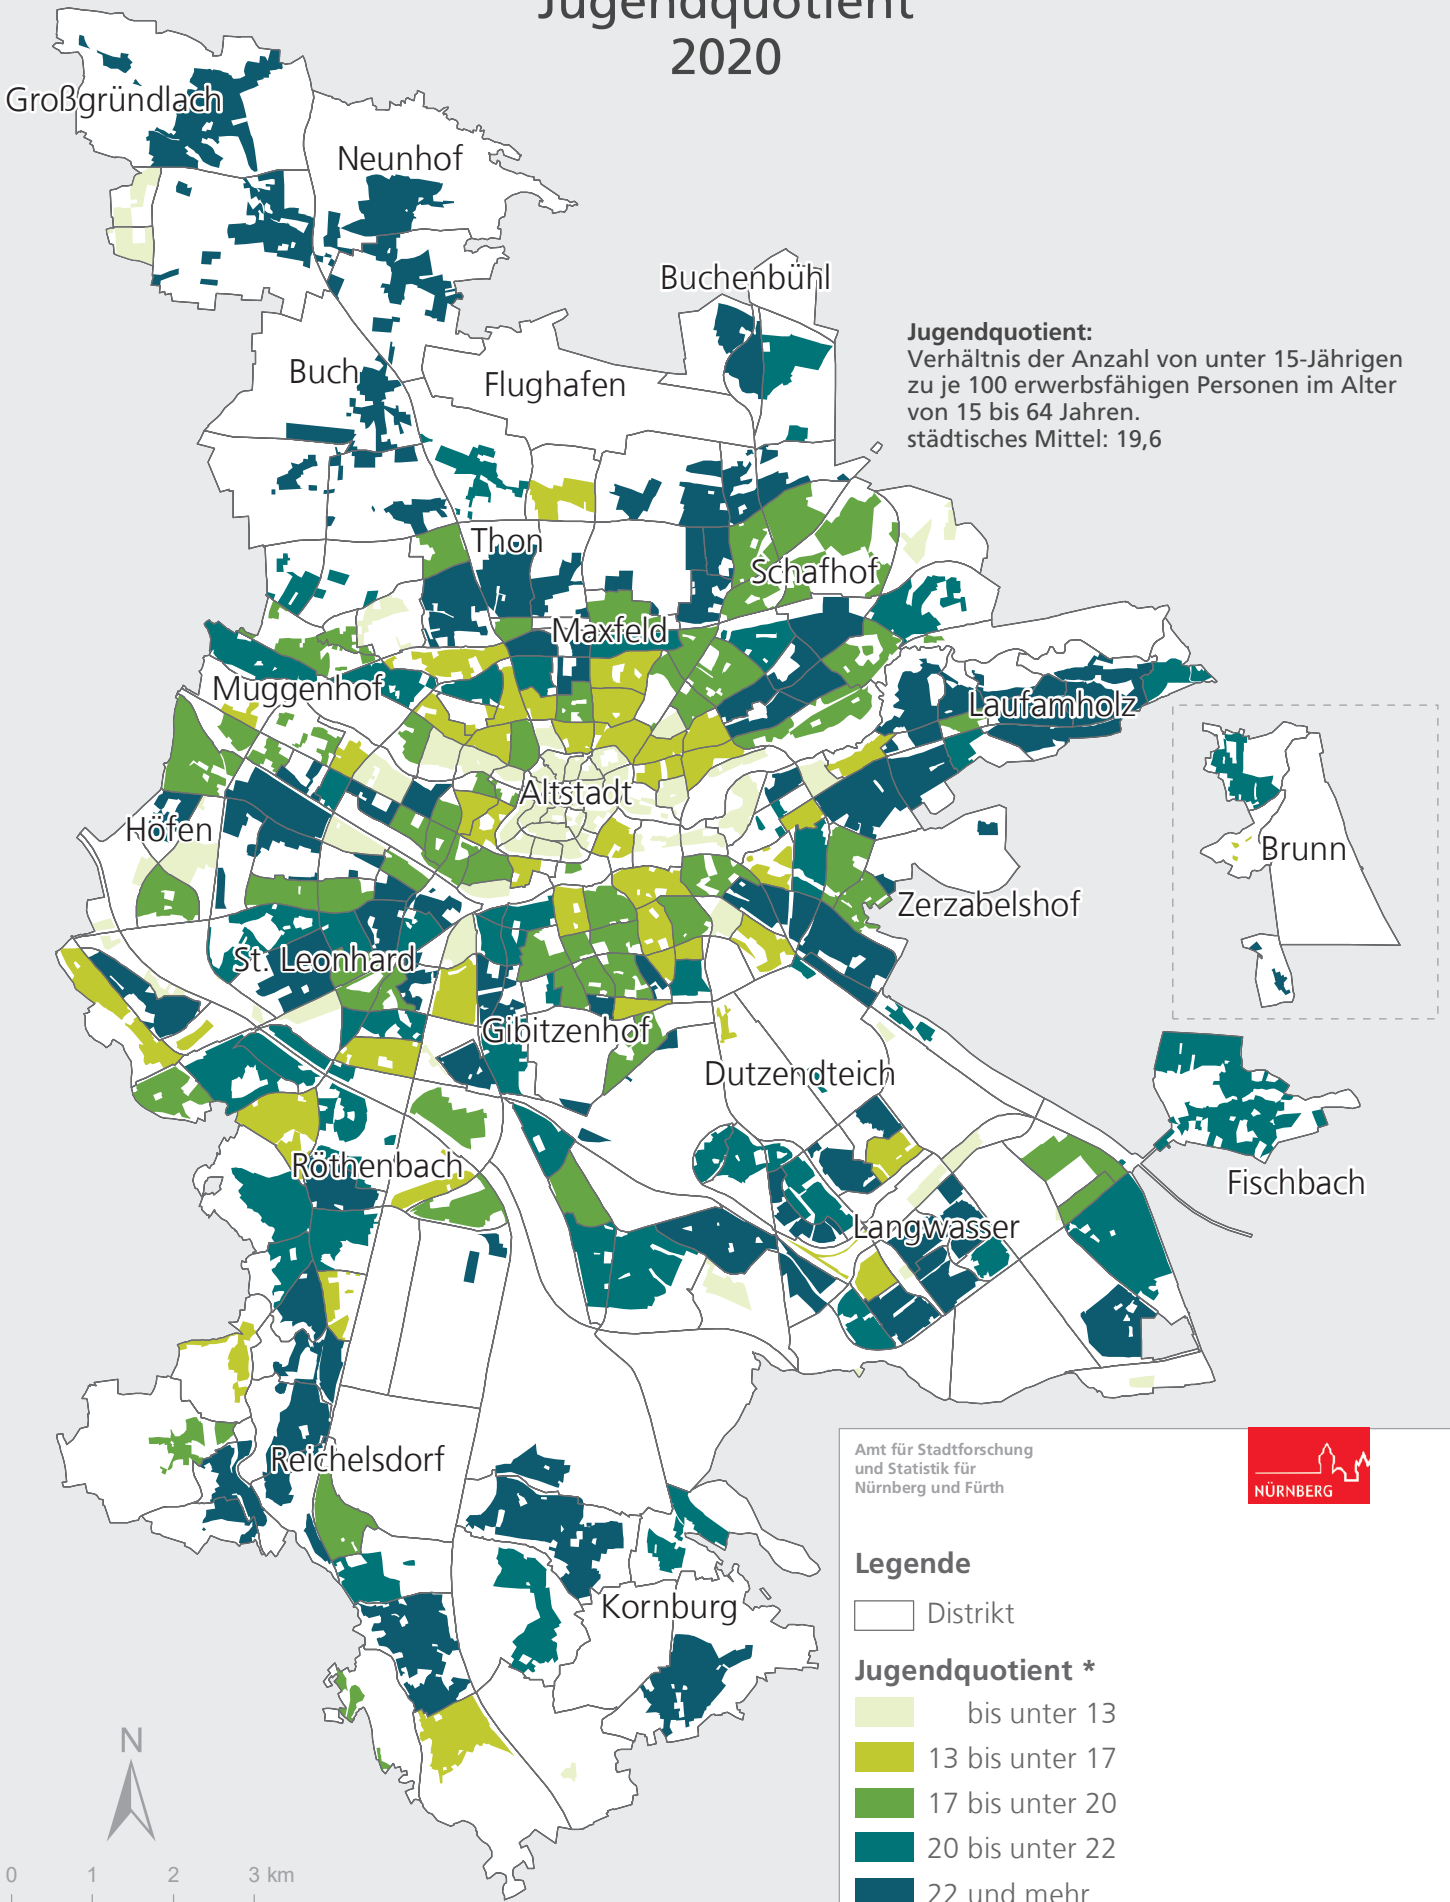 Jugendquotient
2020
Großgründlach
Neunhof
Buchenbühl
Jugendquotient:
Verhältnis der Anzahl von unter 15-Jährigen
zu je 100 erwerbsfähigen Personen im Alter
von 15 bis 64 Jahren.
städtisches Mittel: 19,6
Buch
Flughafen
Thon
Schafhof
Maxfeld
Muggenhof
Laufamholz
Altstadt
Höfen
Brunn
Zerzabelshof
St. Leonhard
Gibitzenhof
Dutzendteich
Röthenbach
Fischbach
Langwasser
Reichelsdorf
Kornburg
Amt für Stadtforschung
und Statistik für
Nürnberg und Fürth
NÜRNBERG
Legende
Distrikt
Jugendquotient *
bis unter 13
13 bis unter 17
17 bis unter 20
20 bis unter 22
22 und mehr
N
0 1 2 3 km